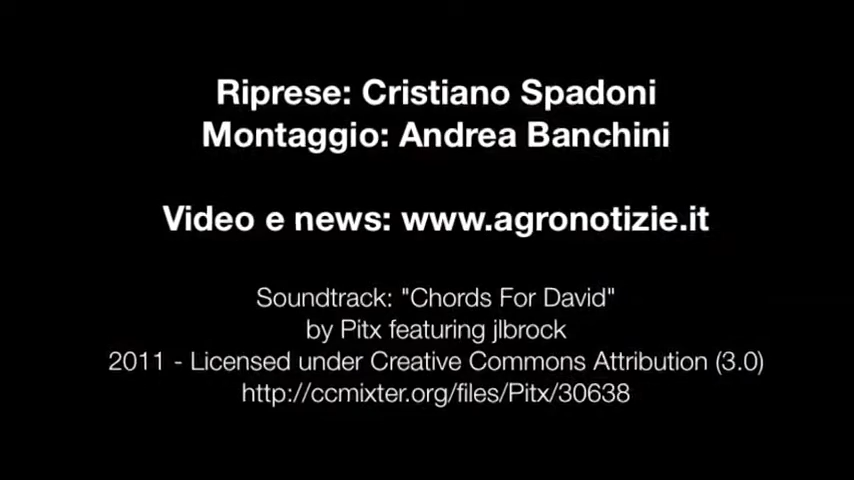 Riprese: Cristiano Spadoni
Montaggio: Andrea Banchini
Video e news: www.agronotizie.it
Soundtrack: "Chords For David"
by Pitx featuring jlbrock
2011 - Licensed under Creative Commons Attribution (3.0)
http://ccmixter.org/files/Pitx/30638